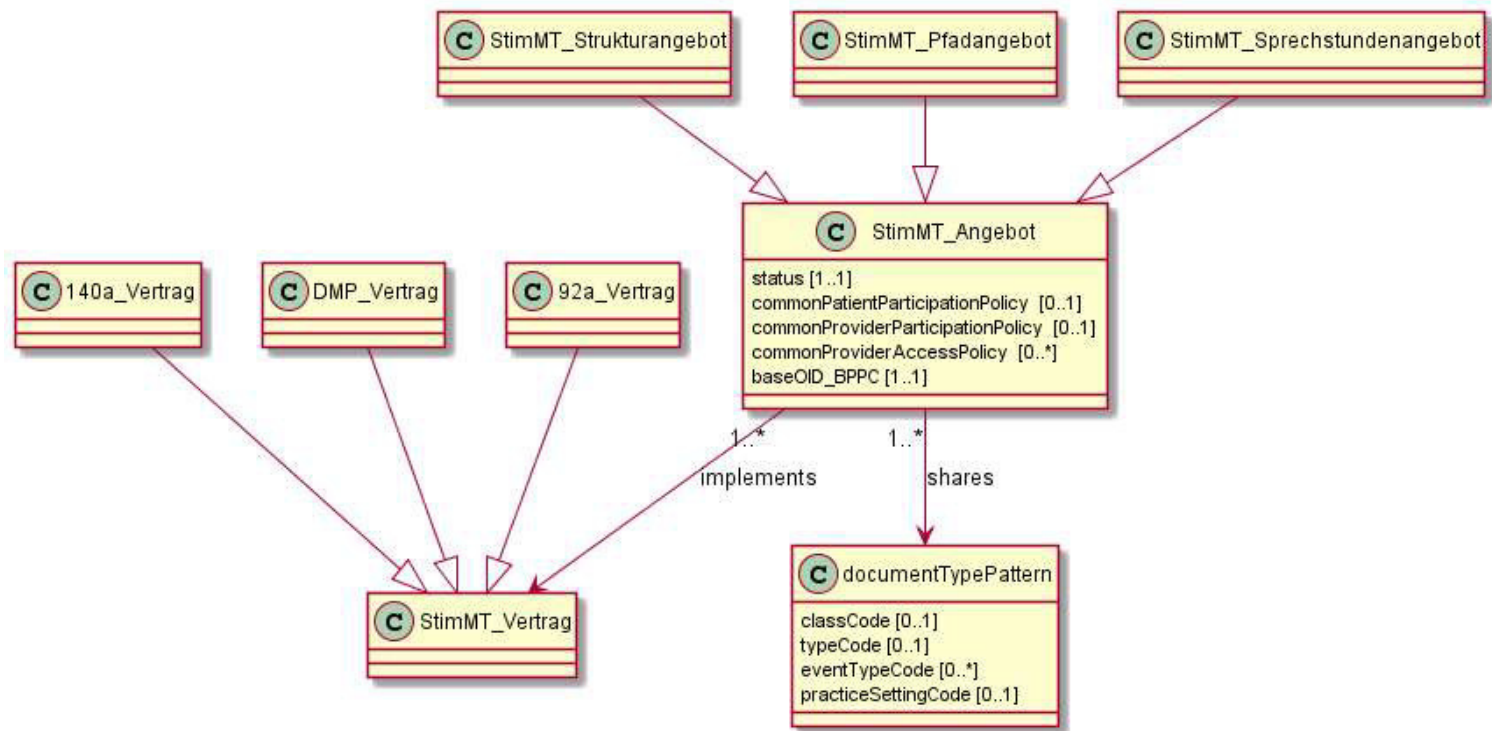 C StimMT_Strukturangebot
C StimMT_Pfadangebot
C StimMT_Sprechstundenangebot
C StimMT_Angebot
status [1..1]
commonPatientParticipationPolicy [0..1]
commonProviderParticipationPolicy [0..1]
commonProviderAccessPolicy [0..*]
baseOID_BPPC [1..1]
C 140a_Vertrag
C DMP_Vertrag
C 92a_Vertrag
1..*
implements
1..*
shares
C StimMT_Vertrag
C documentTypePattern
classCode [0..1]
typeCode [0..1]
eventTypeCode [0..*]
practiceSettingCode [0..1]